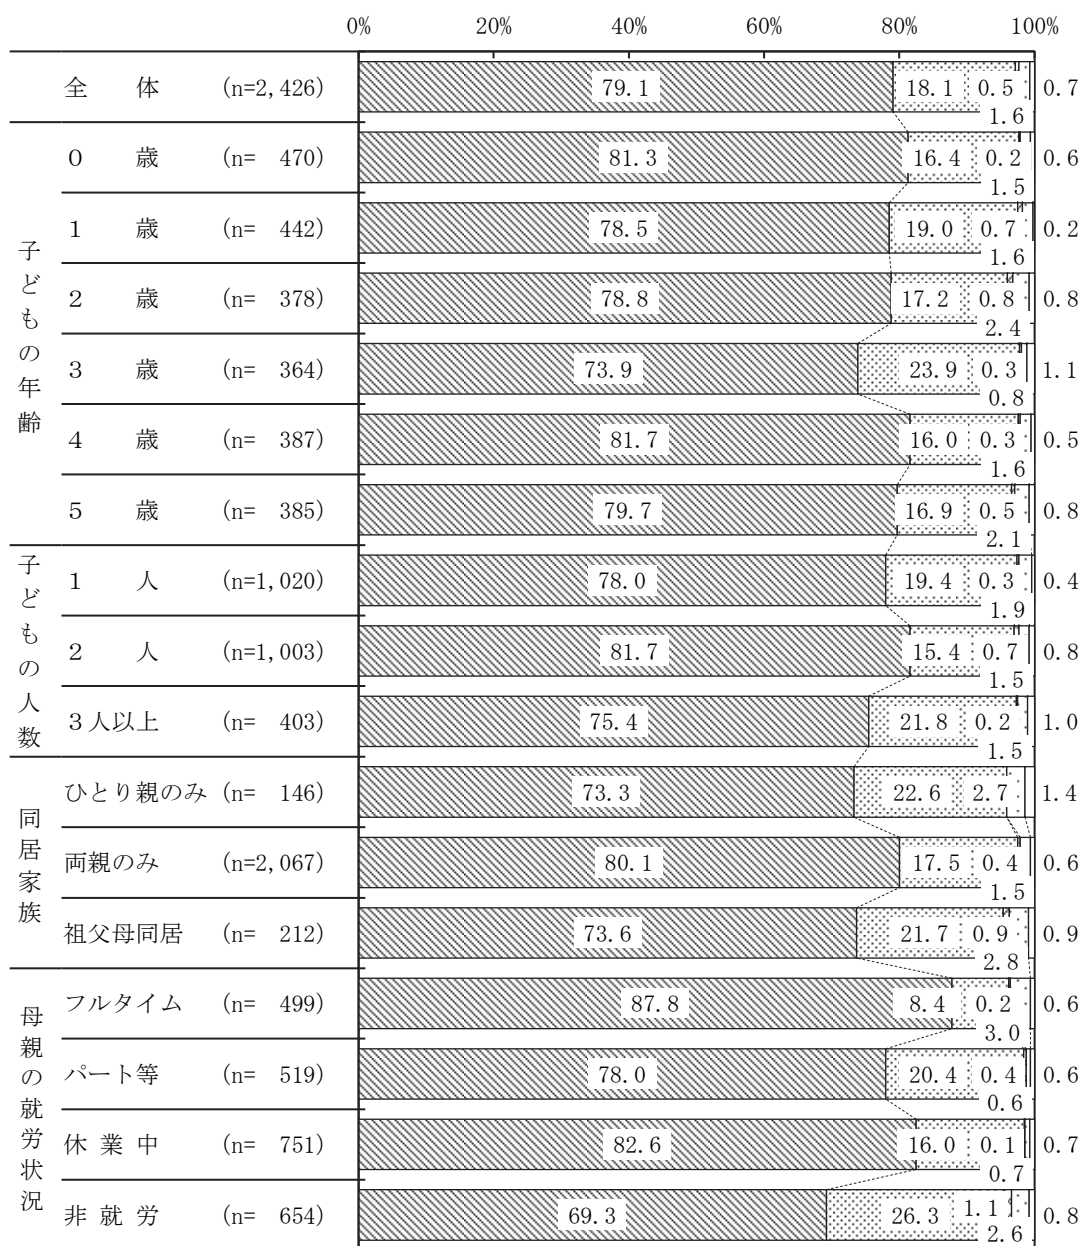 0% 20% 40% 60% 80% 100%
全 体 (n=2,426) 79.1 18.1 0.5 1.6 0.7
子どもの年齢
0 歳 (n= 470) 81.3 16.4 0.2 1.5 0.6
1 歳 (n= 442) 78.5 19.0 0.7 1.6 0.2
2 歳 (n= 378) 78.8 17.2 0.8 2.4 0.8
3 歳 (n= 364) 73.9 23.9 0.3 0.8 1.1
4 歳 (n= 387) 81.7 16.0 0.3 1.6 0.5
5 歳 (n= 385) 79.7 16.9 0.5 2.1 0.8
子どもの人数
1 人 (n=1,020) 78.0 19.4 0.3 1.9 0.4
2 人 (n=1,003) 81.7 15.4 0.7 1.5 0.8
3人以上 (n= 403) 75.4 21.8 0.2 1.5 1.0
同居家族
ひとり親のみ (n= 146) 73.3 22.6 2.7 1.4
両親のみ (n=2,067) 80.1 17.5 0.4 1.5 0.6
祖父母同居 (n= 212) 73.6 21.7 0.9 2.8 0.9
母親の就労状況
フルタイム (n= 499) 87.8 8.4 0.2 3.0 0.6
パート等 (n= 519) 78.0 20.4 0.4 0.6 0.6
休 業 中 (n= 751) 82.6 16.0 0.1 0.7 0.7
非 就 労 (n= 654) 69.3 26.3 1.1 2.6 0.8